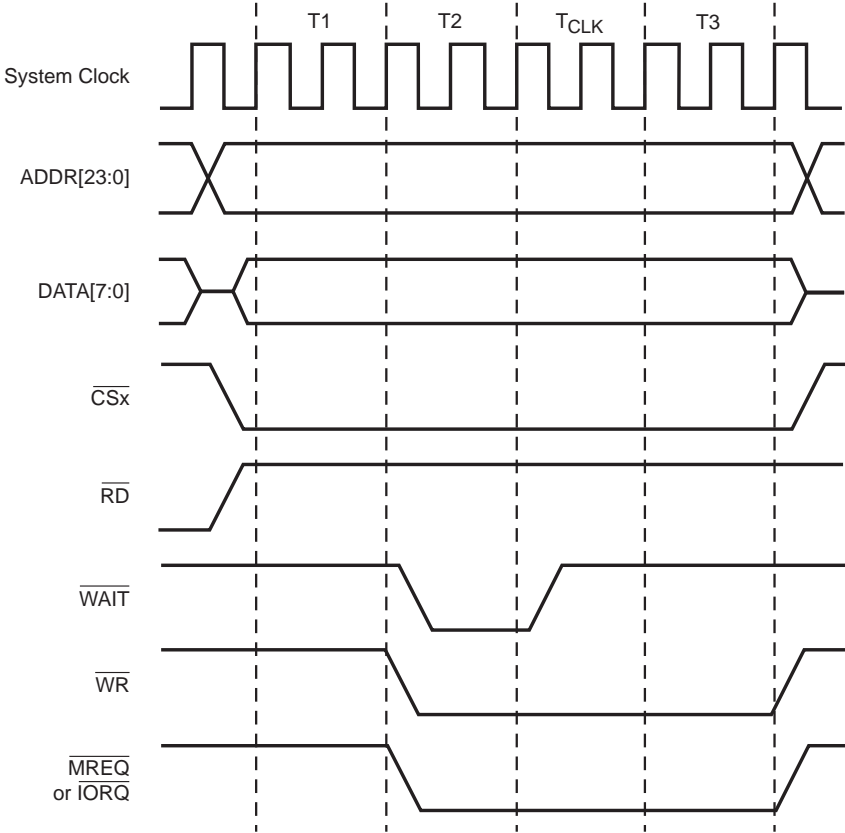 T1 T2 TCLK T3
System Clock
ADDR[23:0]
DATA[7:0]
CSx
RD
WAIT
WR
MREQ
or IORQ